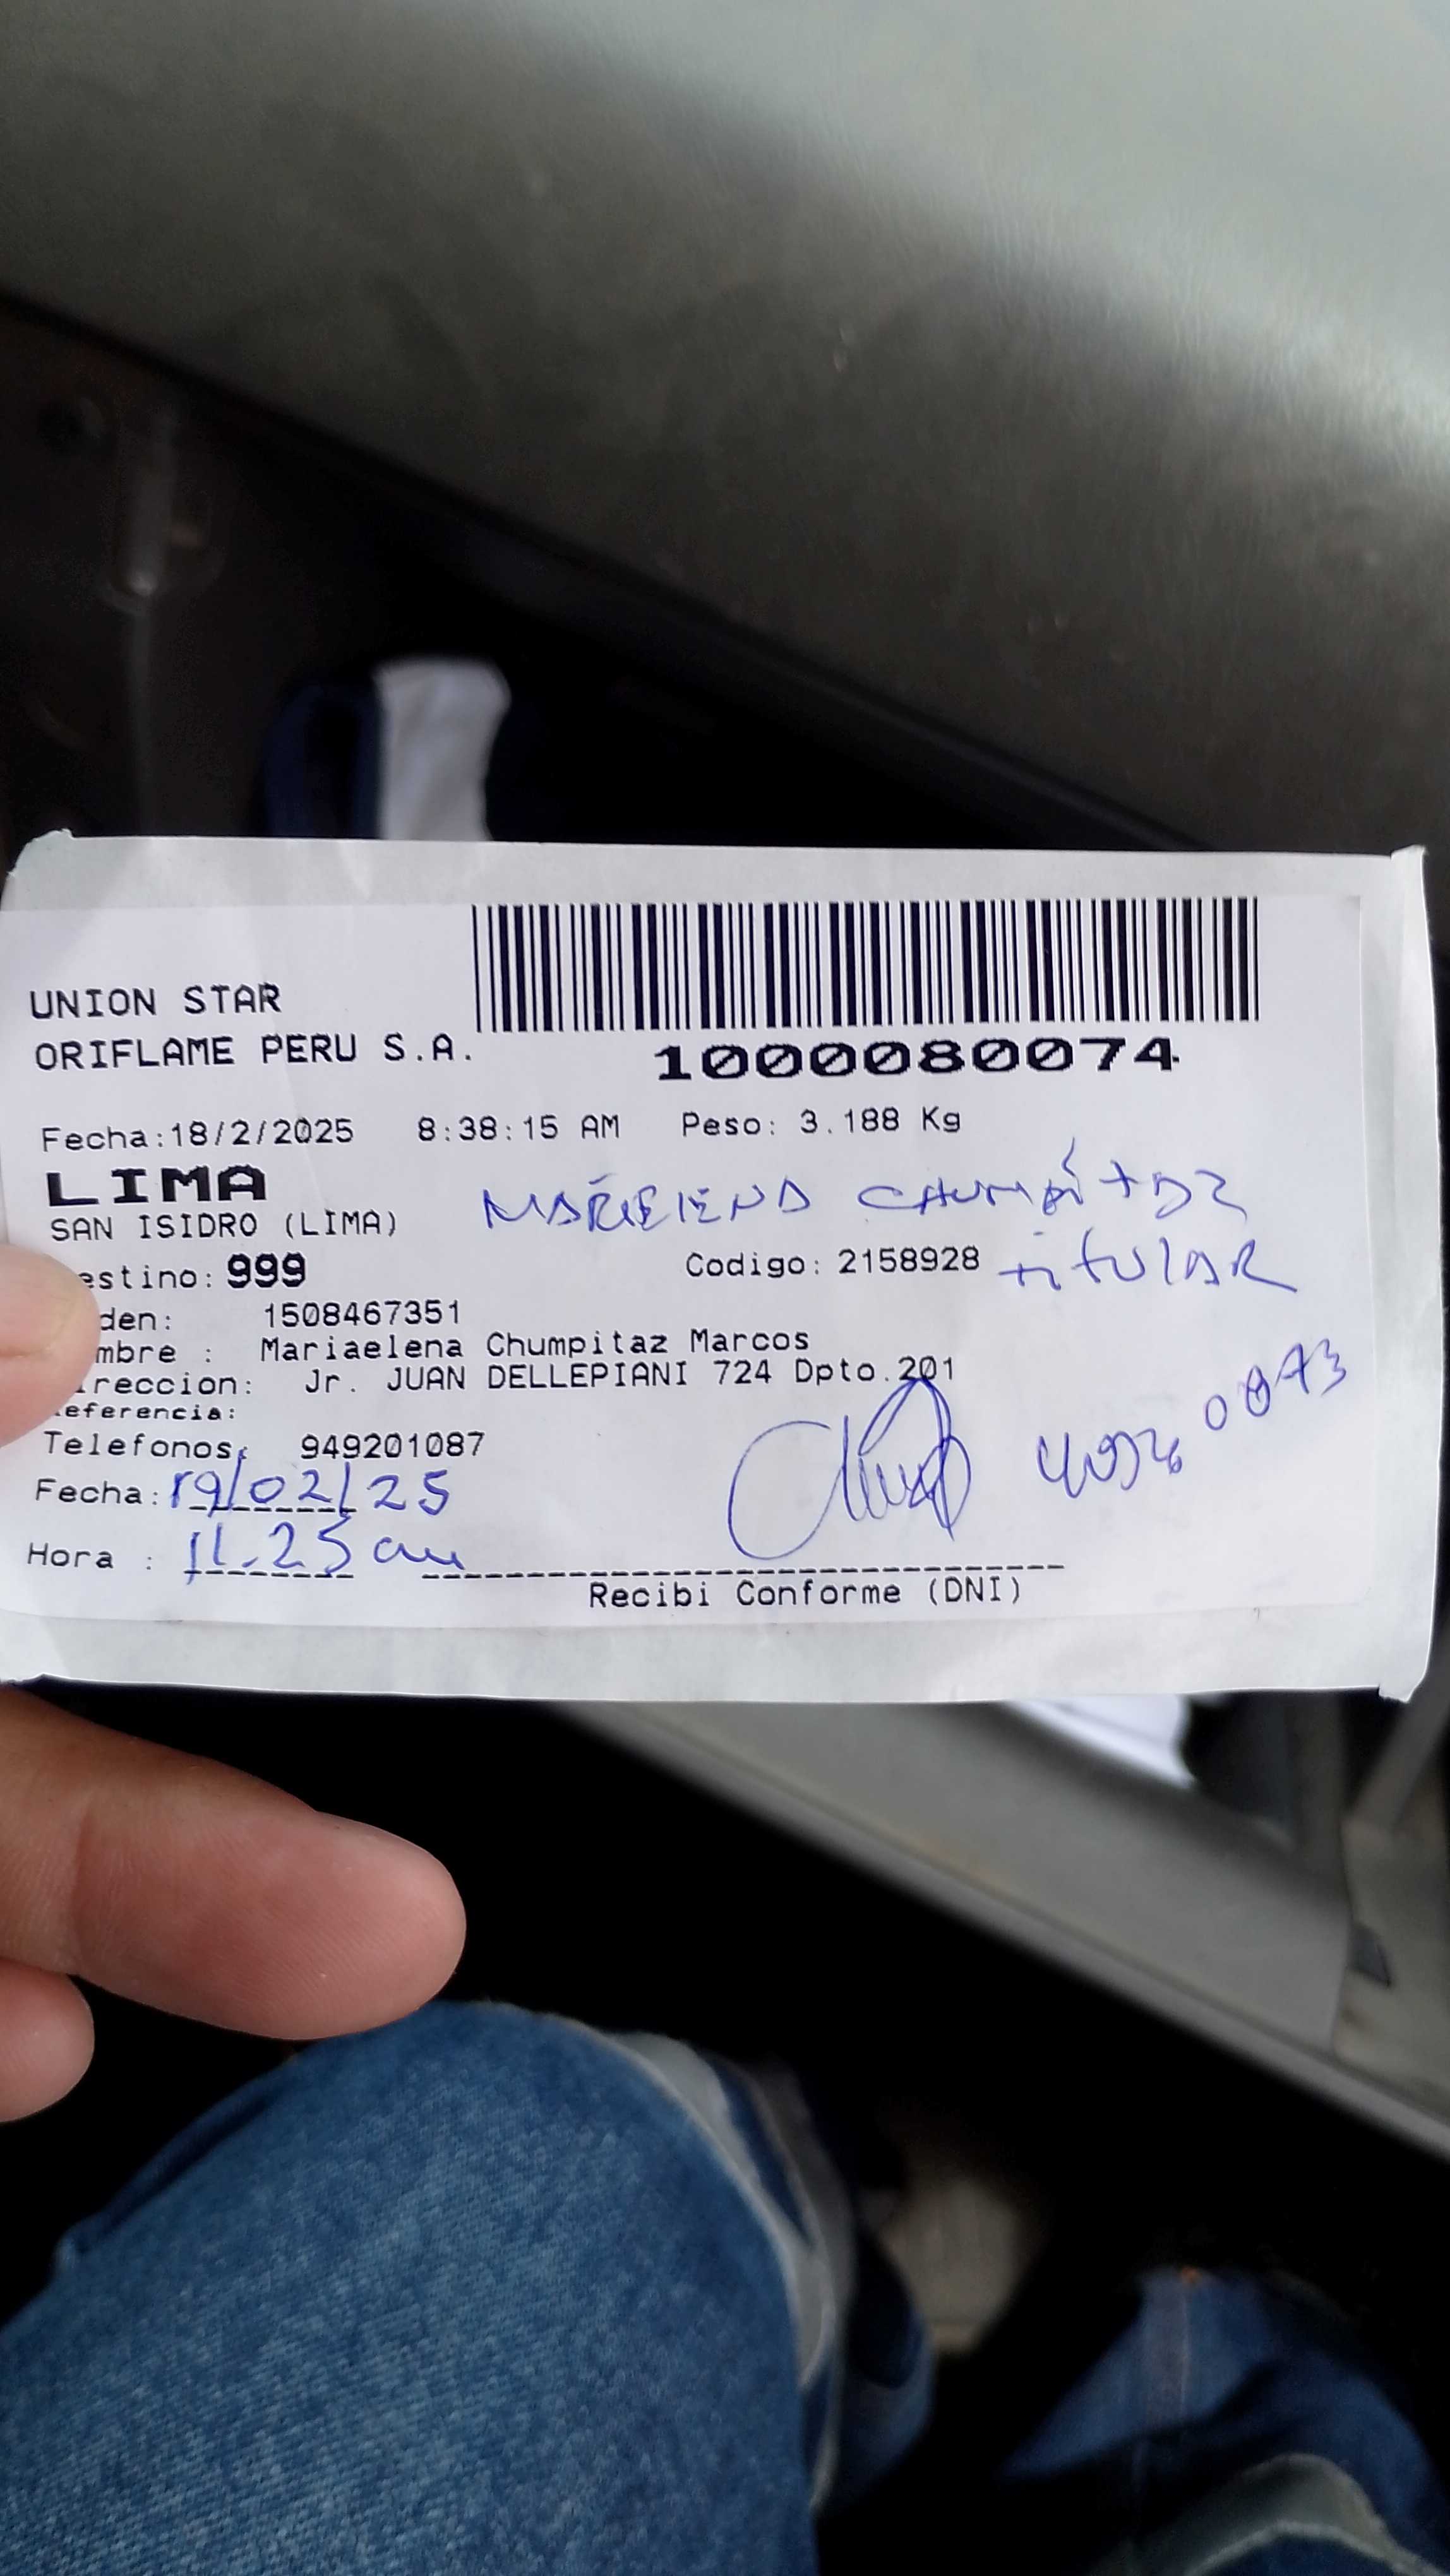 UNION STAR
ORIFLAME PERU S.A.
1000080074
Fecha:18/2/2025 8:38:15 AM Peso: 3.188 Kg
LIMA
SAN ISIDRO (LIMA)
CHUMPITAZ
estino: 999 Codigo: 2158928 titular
den: 1508467351
mbre : Mariaelena Chumpitaz Marcos
reccion: Jr. JUAN DELLEPIANI 724 Dpto.201
eferencia:
Telefonos: 949201087
Fecha: 19/02/25
Hora : 11.25 am
Recibi Conforme (DNI)